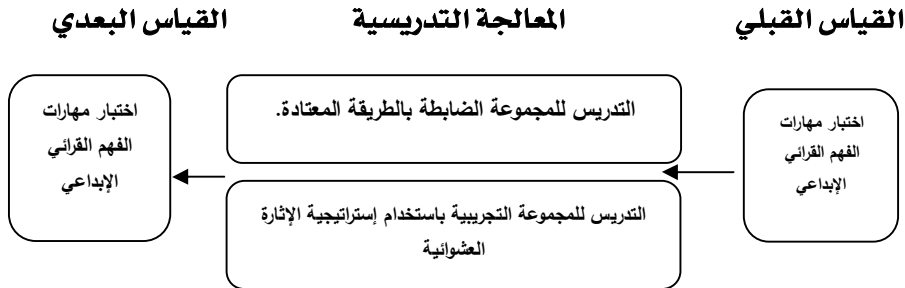 القياس القبلي
المعالجة التدريسية
القياس البعدي
اختبار مهارات
الفهم القرائي
الإبداعي
التدريس للمجموعة الضابطة بالطريقة المعتادة.
التدريس للمجموعة التجريبية باستخدام إستراتيجية الإثارة
العشوائية
اختبار مهارات
الفهم القرائي
الإبداعي